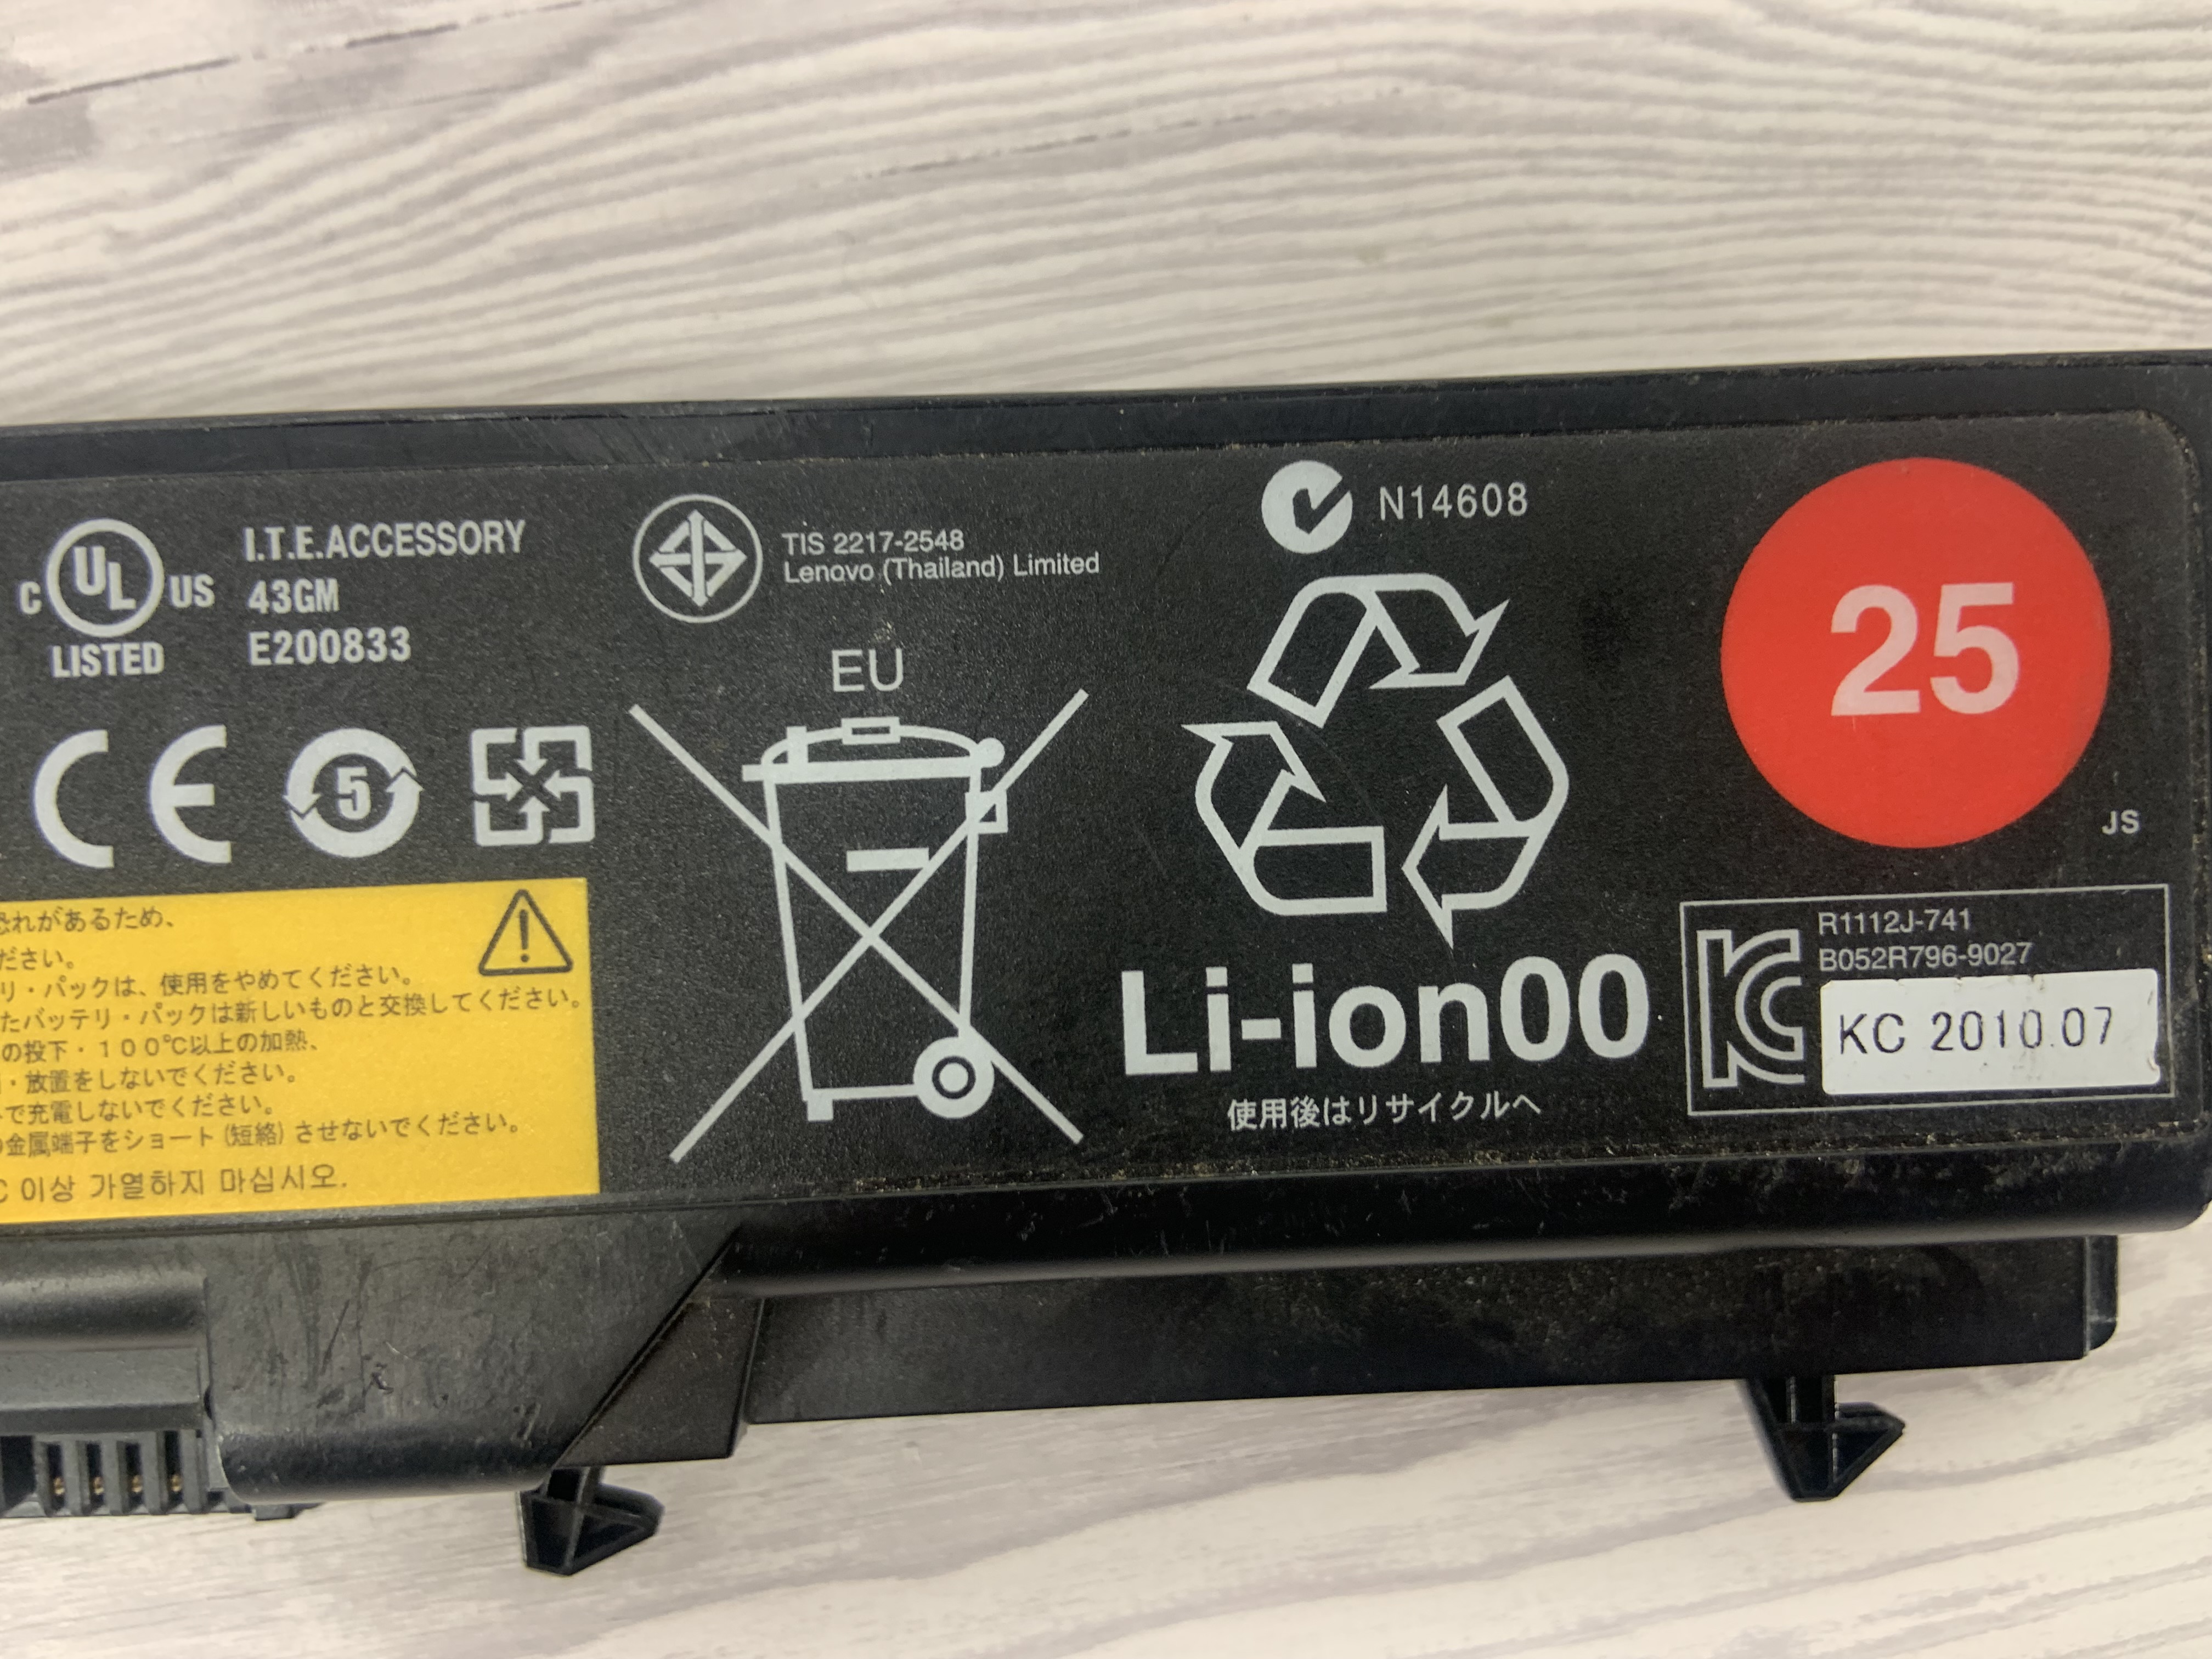 C UL US
LISTED
I.T.E.ACCESSORY
43GM
E200833
TIS 2217-2548
Lenovo (Thailand) Limited
N14608
25
JS
CE
5
EU
恐れがあるため、
ださい。
リ・パックは、使用をやめてください。
たバッテリ・パックは新しいものと交換してください。
の投下・１００℃以上の加熱、
・放置をしないでください。
で充電しないでください。
金属端子をショート (短絡) させないでください。
C 이상 가열하지 마십시오.
Li-ion00
使用後はリサイクルへ
KC
R1112J-741
B052R796-9027
KC 2010.07